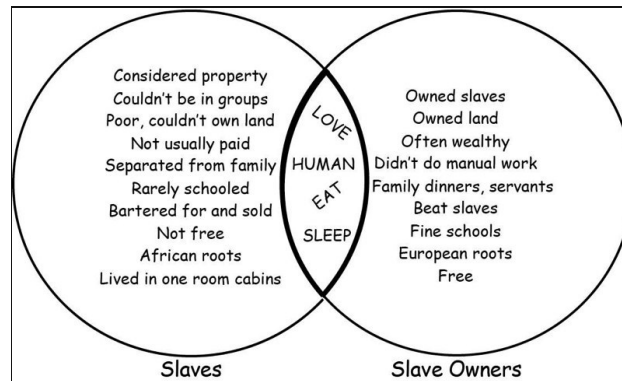 Considered property
Couldn't be in groups
Poor, couldn't own land
Not usually paid
Separated from family
Rarely schooled
Bartered for and sold
Not free
African roots
Lived in one room cabins
LOVE
HUMAN
EAT
SLEEP
Owned slaves
Owned land
Often wealthy
Didn't do manual work
Family dinners, servants
Beat slaves
Fine schools
European roots
Free
Slaves
Slave Owners